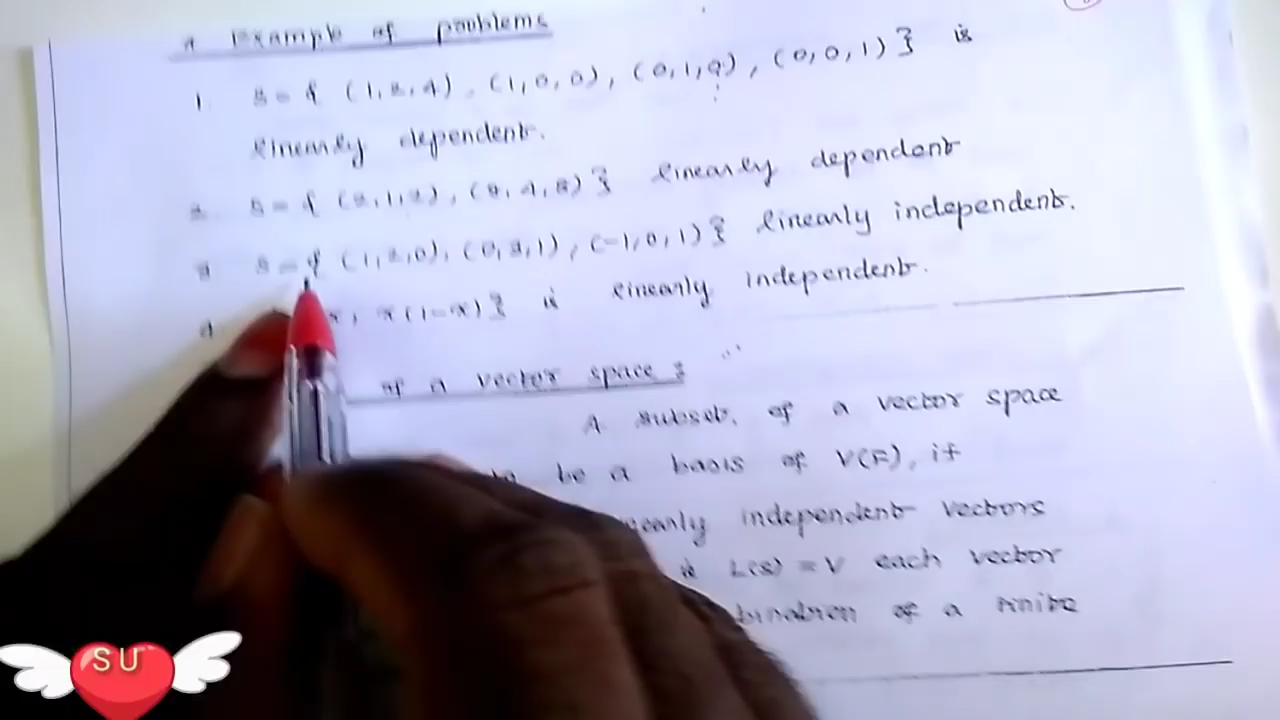 Example of problems
1. S = { (1,2,4), (1,0,0), (0,1,0), (0,0,1) } is
linearly dependent.
2. S = { (2,1,2), (8,4,8) } linearly dependent
3 S = { (1,2,0), (0,3,1), (-1,0,1) } linearly independent.
4 x, x(1-x) } is linearly independent.
of a vector space :
A subset of a vector space
to be a basis of V(F), if
independent vectors
is L(S) = V each vector
of a finite
SU